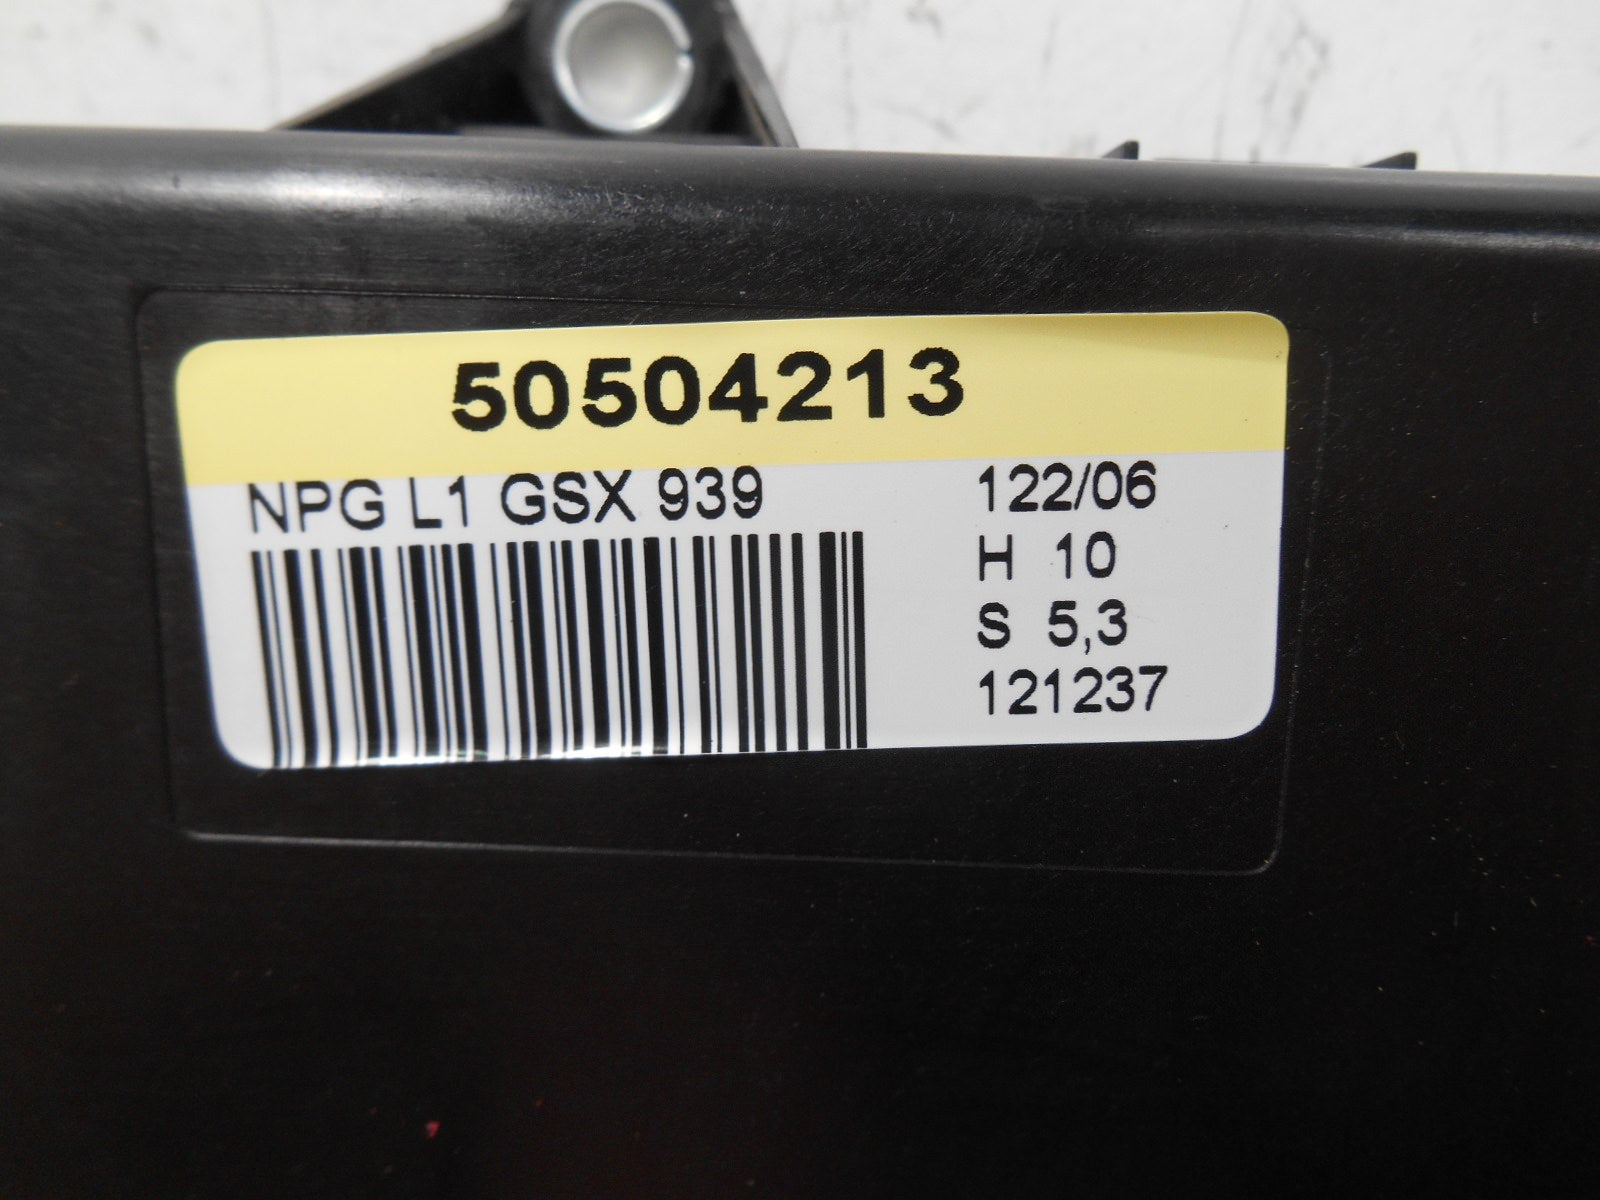 50504213
NPG L1 GSX 939
122/06
H 10
S 5,3
121237